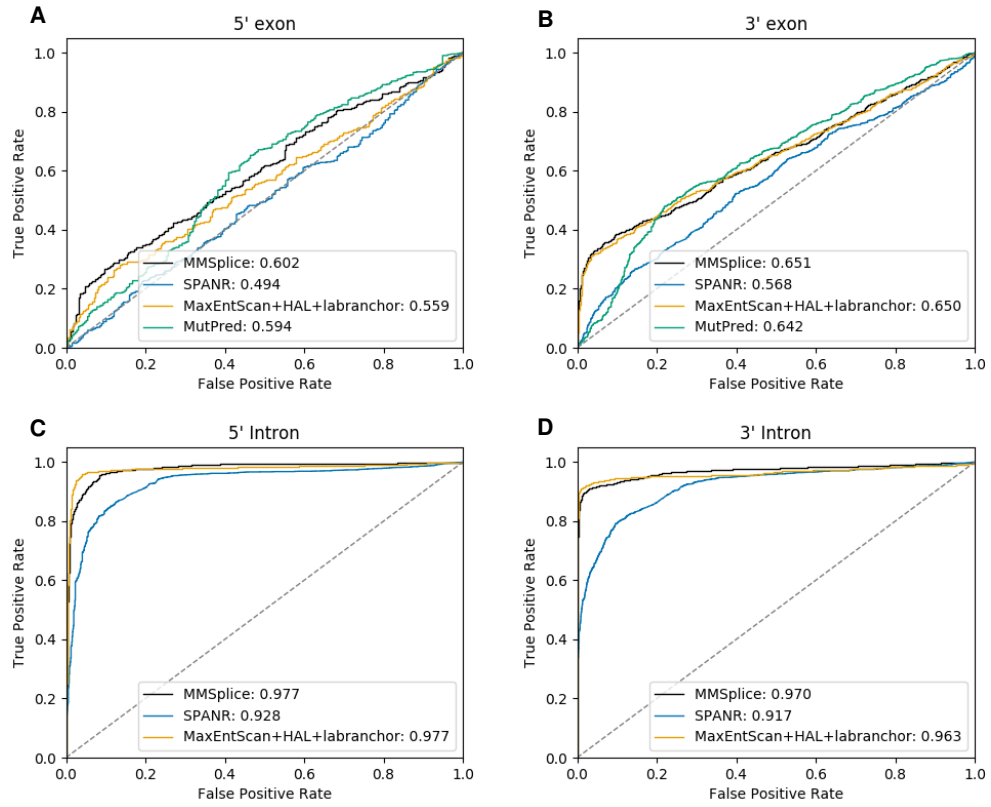 A
5' exon
1.0
0.8
0.6
0.4
0.2
0.0
True Positive Rate
MMSplice: 0.602
SPANR: 0.494
MaxEntScan+HAL+labranchor: 0.559
MutPred: 0.594
0.0 0.2 0.4 0.6 0.8 1.0
False Positive Rate
B
3' exon
1.0
0.8
0.6
0.4
0.2
0.0
True Positive Rate
MMSplice: 0.651
SPANR: 0.568
MaxEntScan+HAL+labranchor: 0.650
MutPred: 0.642
0.0 0.2 0.4 0.6 0.8 1.0
False Positive Rate
C
5' Intron
1.0
0.8
0.6
0.4
0.2
0.0
True Positive Rate
MMSplice: 0.977
SPANR: 0.928
MaxEntScan+HAL+labranchor: 0.977
0.0 0.2 0.4 0.6 0.8 1.0
False Positive Rate
D
3' Intron
1.0
0.8
0.6
0.4
0.2
0.0
True Positive Rate
MMSplice: 0.970
SPANR: 0.917
MaxEntScan+HAL+labranchor: 0.963
0.0 0.2 0.4 0.6 0.8 1.0
False Positive Rate